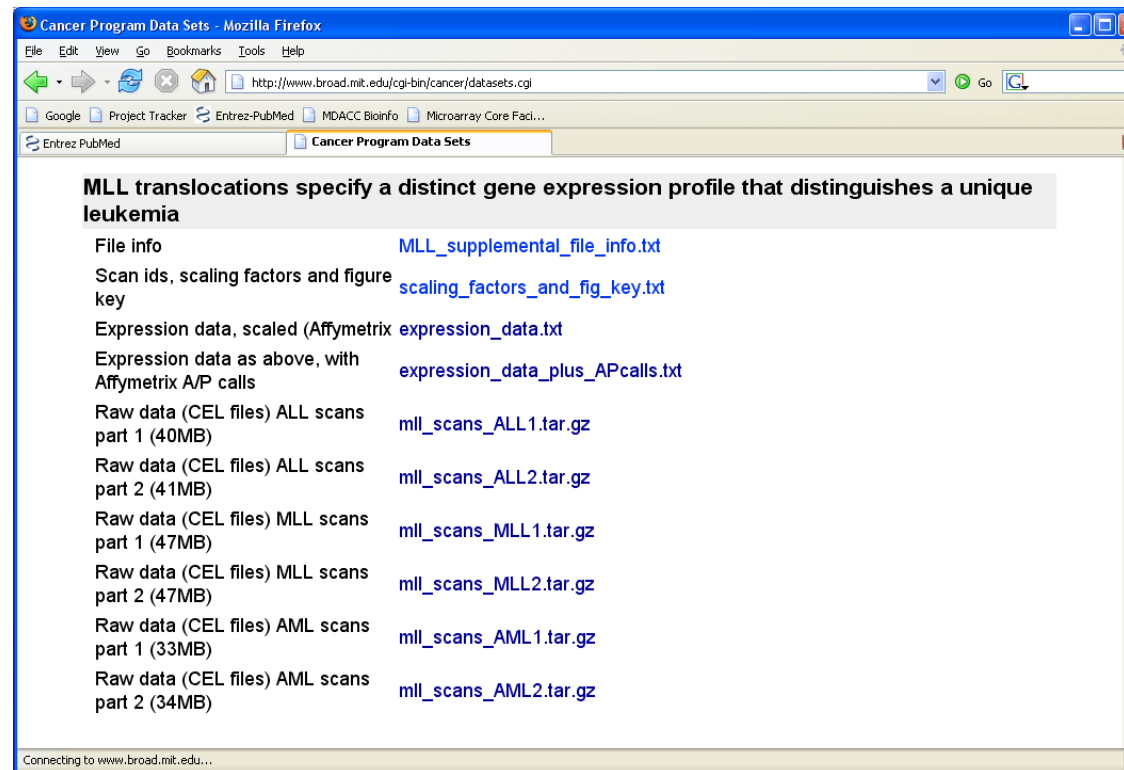 Cancer Program Data Sets - Mozilla Firefox
File Edit View Go Bookmarks Tools Help
http://www.broad.mit.edu/cgi-bin/cancer/datasets.cgi Go G
Google Project Tracker Entrez-PubMed MDACC Bioinfo Microarray Core Faci...
Entrez PubMed Cancer Program Data Sets
MLL translocations specify a distinct gene expression profile that distinguishes a unique
leukemia
File info MLL_supplemental_file_info.txt
Scan ids, scaling factors and figure
key scaling_factors_and_fig_key.txt
Expression data, scaled (Affymetrix expression_data.txt
Expression data as above, with
Affymetrix A/P calls expression_data_plus_APcalls.txt
Raw data (CEL files) ALL scans
part 1 (40MB) mll_scans_ALL1.tar.gz
Raw data (CEL files) ALL scans
part 2 (41MB) mll_scans_ALL2.tar.gz
Raw data (CEL files) MLL scans
part 1 (47MB) mll_scans_MLL1.tar.gz
Raw data (CEL files) MLL scans
part 2 (47MB) mll_scans_MLL2.tar.gz
Raw data (CEL files) AML scans
part 1 (33MB) mll_scans_AML1.tar.gz
Raw data (CEL files) AML scans
part 2 (34MB) mll_scans_AML2.tar.gz
Connecting to www.broad.mit.edu...